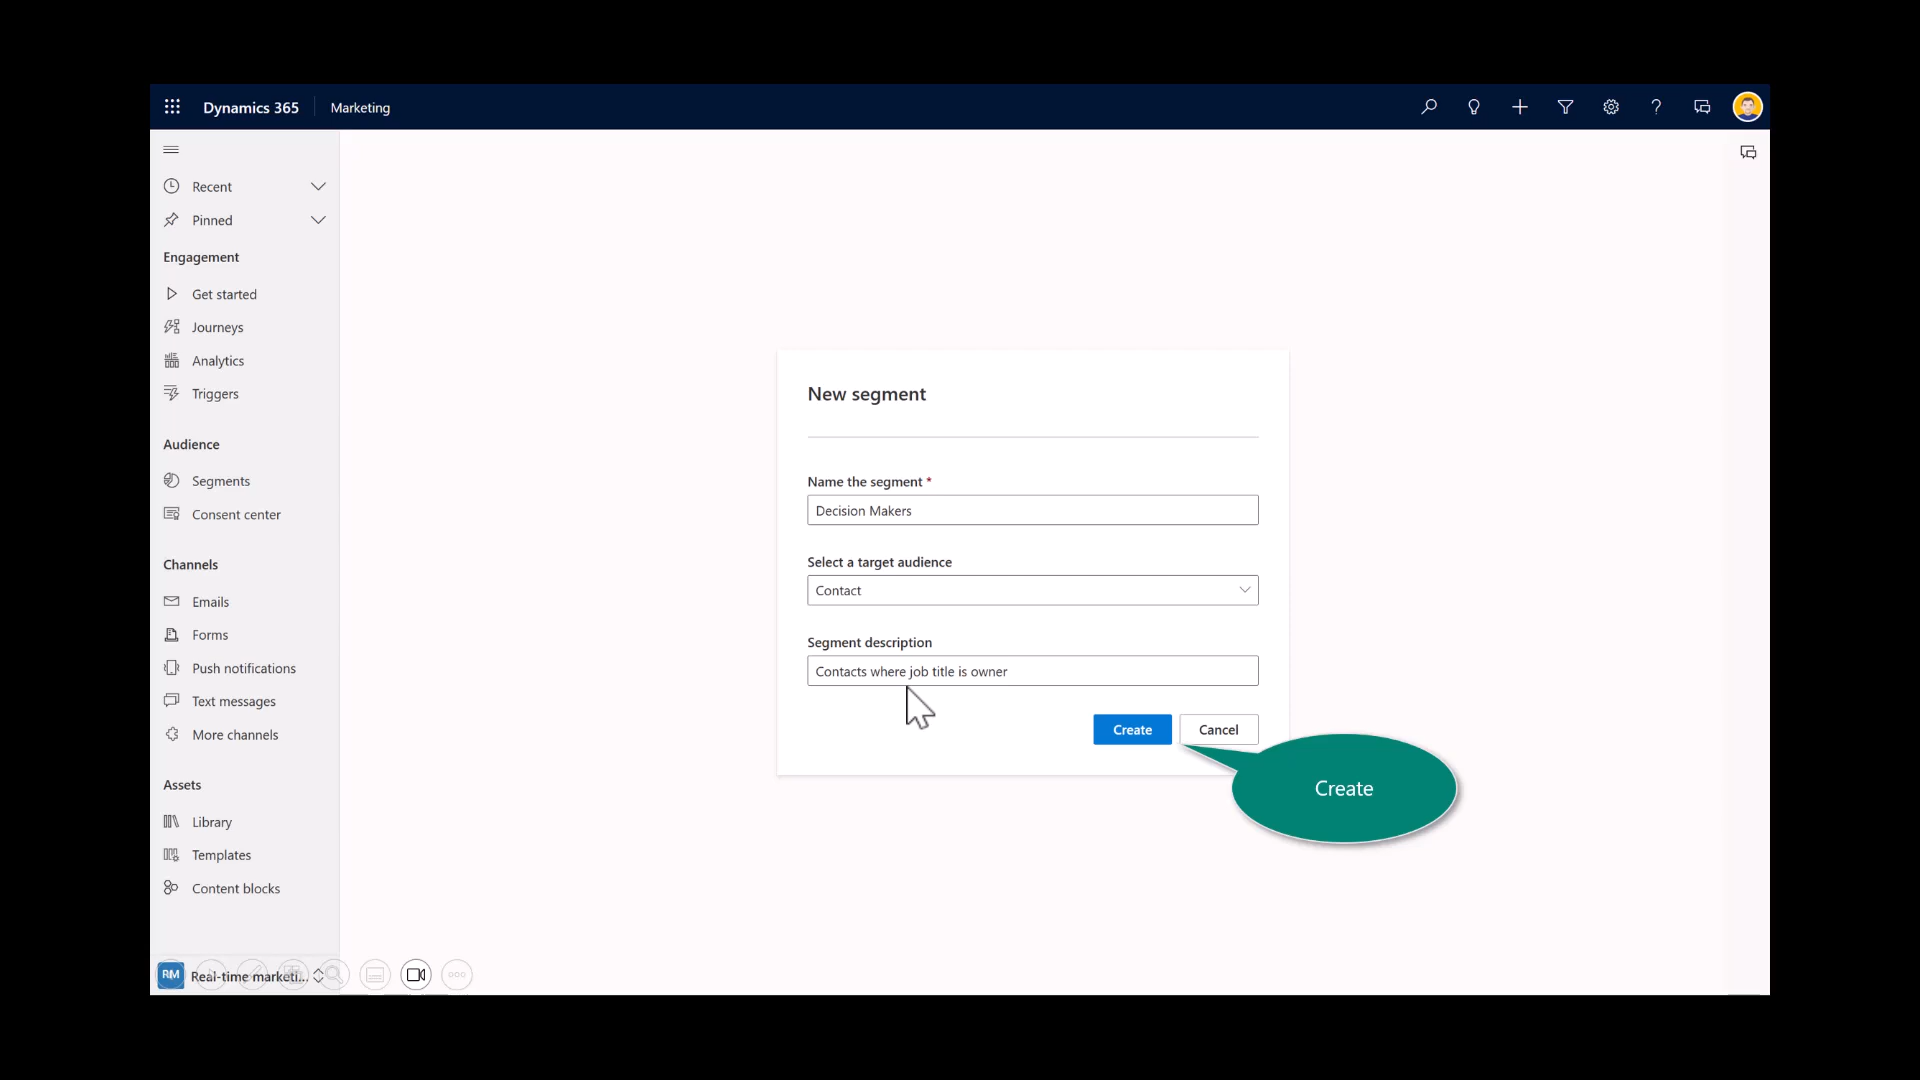 Dynamics 365 Marketing
Recent
Pinned
Engagement
Get started
Journeys
Analytics
Triggers
Audience
Segments
Consent center
Channels
Emails
Forms
Push notifications
Text messages
More channels
Assets
Library
Templates
Content blocks
RM Real-time marketi...
New segment
Name the segment *
Decision Makers
Select a target audience
Contact
Segment description
Contacts where job title is owner
Create Cancel
Create